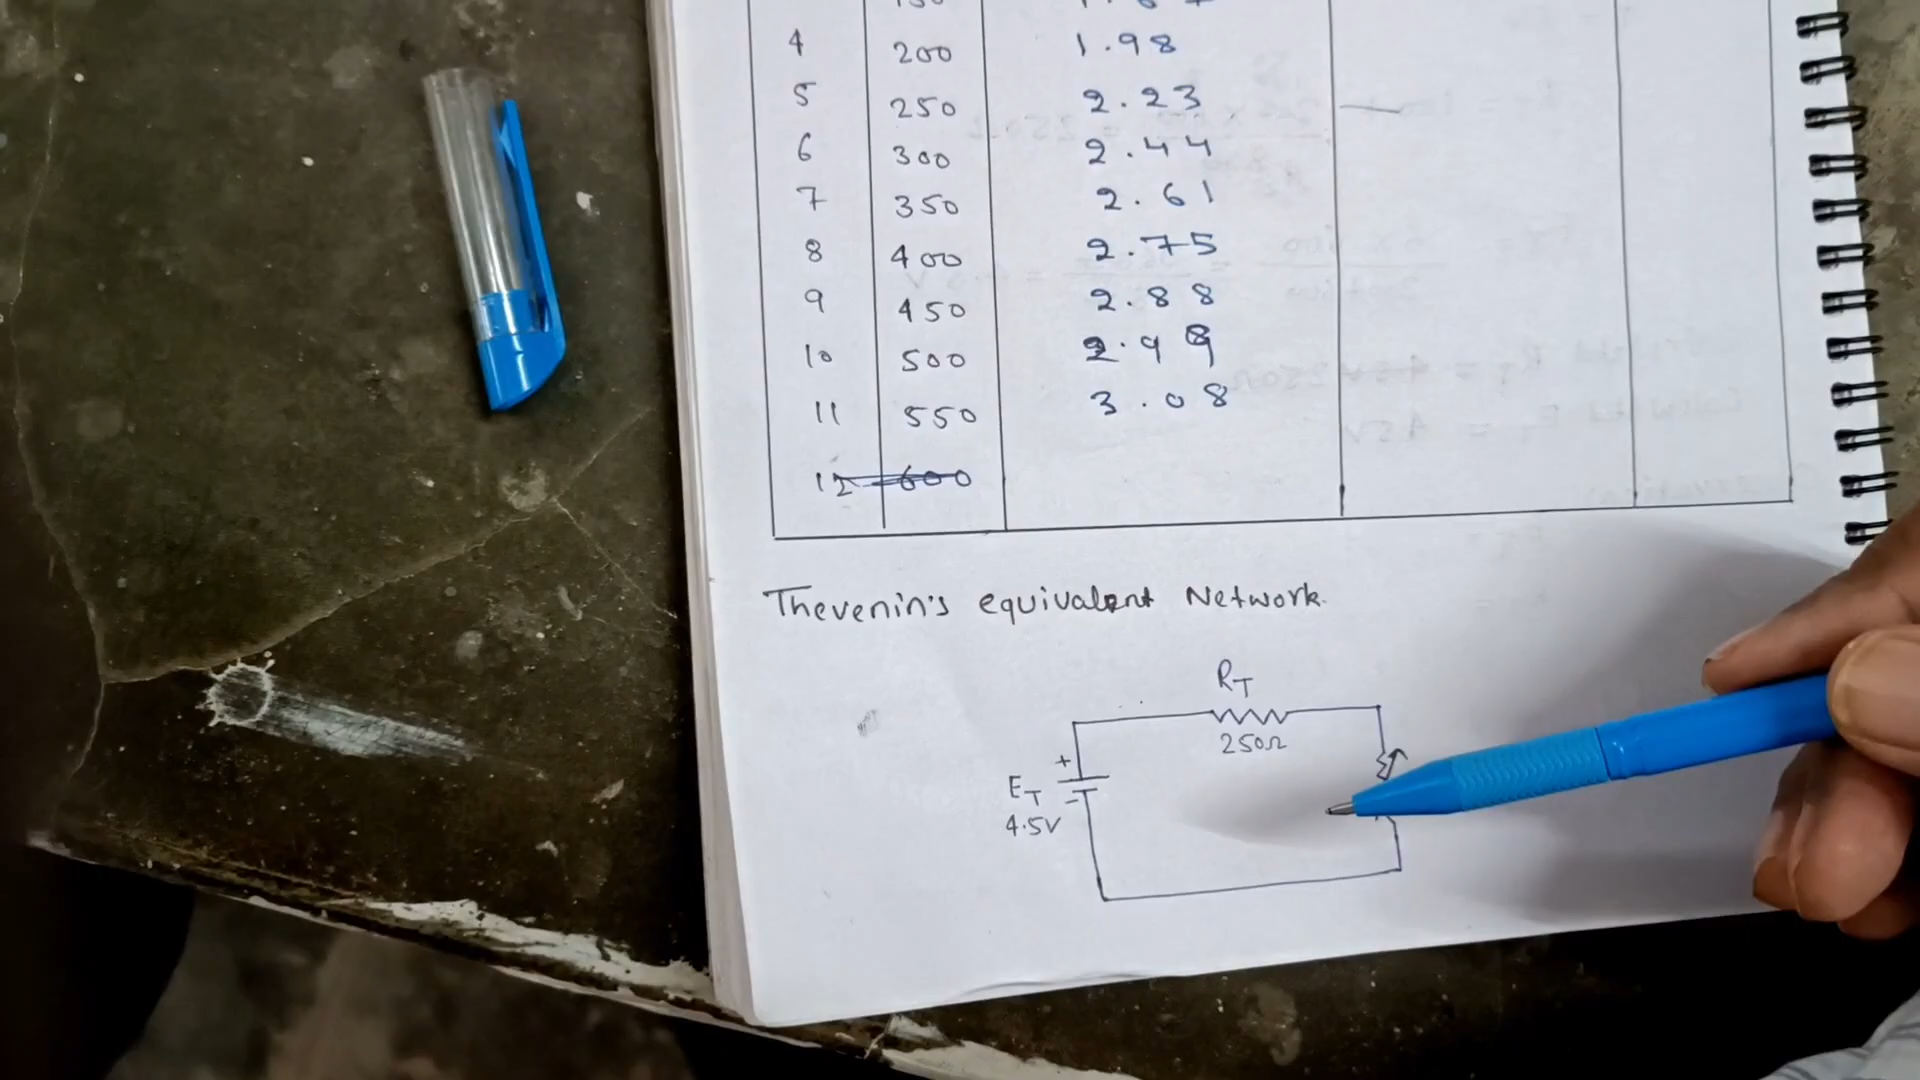 4 200 1.98
5 250 2.23
6 300 2.44
7 350 2.61
8 400 2.75
9 450 2.88
10 500 2.99
11 550 3.08
12 600
Thevenin's equivalent Network.
RT
250Ω
+
ET
-
4.5V